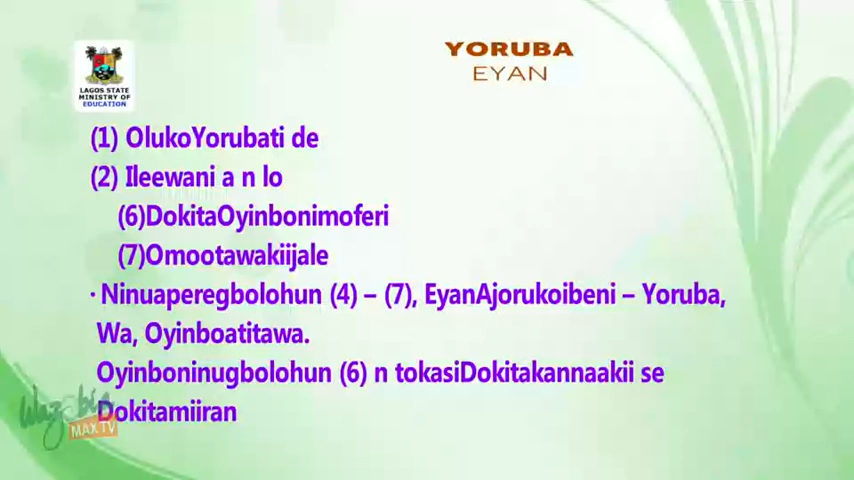 YORUBA
EYAN
LAGOS STATE
MINISTRY OF
EDUCATION
(1) OlukoYorubati de
(2) Ileewani a n lo
(6)DokitaOyinbonimoferi
(7)Omootawakiijale
· Ninuaperegbolohun (4) – (7), EyanAjorukoibeni – Yoruba,
Wa, Oyinboatitawa.
Oyinboninugbolohun (6) n tokasiDokitakannaakii se
Dokitamiiran
Wazobia
MAX TV